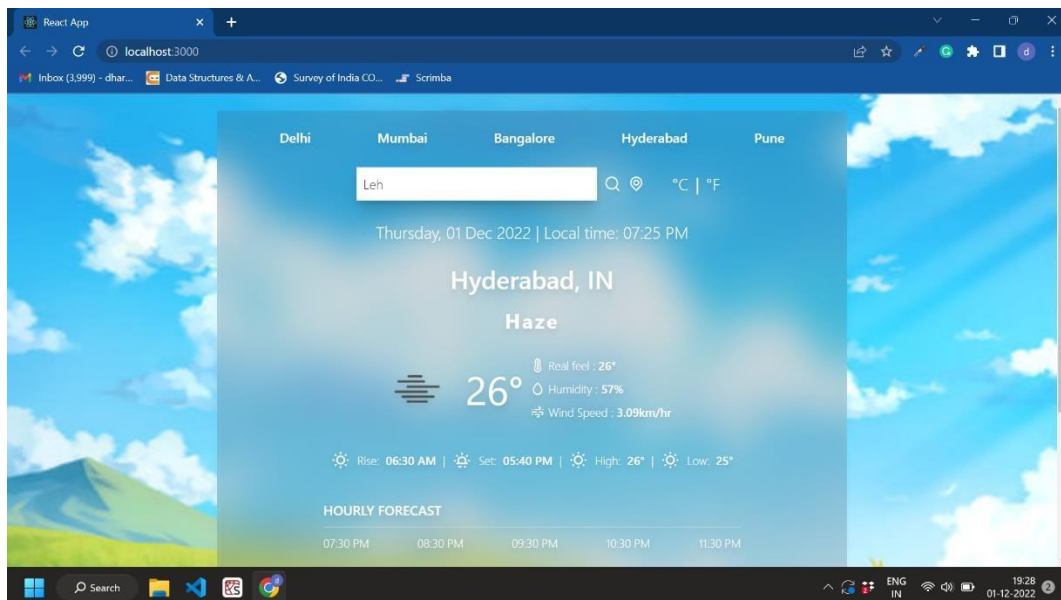 React App
localhost:3000
Inbox (3,999) - dhar... Data Structures & A... Survey of India CO... Scrimba
Delhi Mumbai Bangalore Hyderabad Pune
Leh °C | °F
Thursday, 01 Dec 2022 | Local time: 07:25 PM
Hyderabad, IN
Haze
Real feel : 26°
26° Humidity : 57%
Wind Speed : 3.09km/hr
Rise: 06:30 AM | Set: 05:40 PM | High: 26° | Low: 25°
HOURLY FORECAST
07:30 PM 08:30 PM 09:30 PM 10:30 PM 11:30 PM
Search ENG 19:28
IN 01-12-2022 2